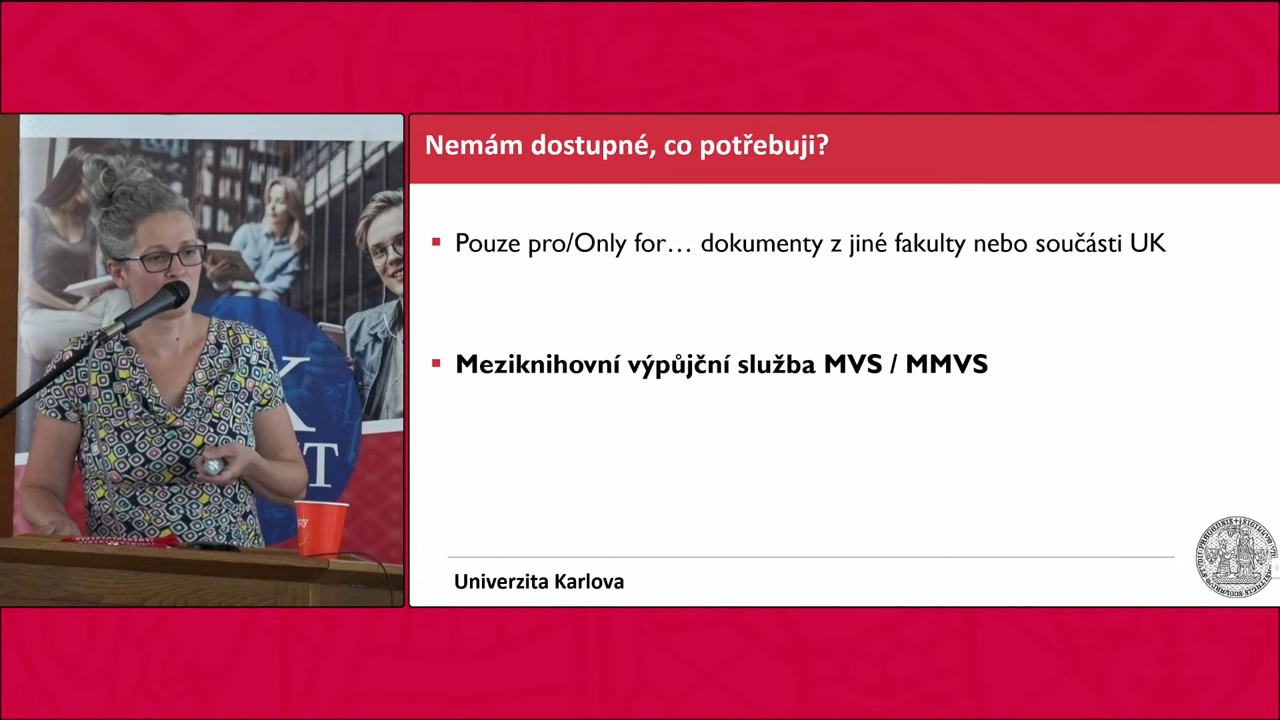 Nemám dostupné, co potřebuji?
Pouze pro/Only for… dokumenty z jiné fakulty nebo součásti UK
Meziknihovní výpůjční služba MVS / MMVS
Univerzita Karlova